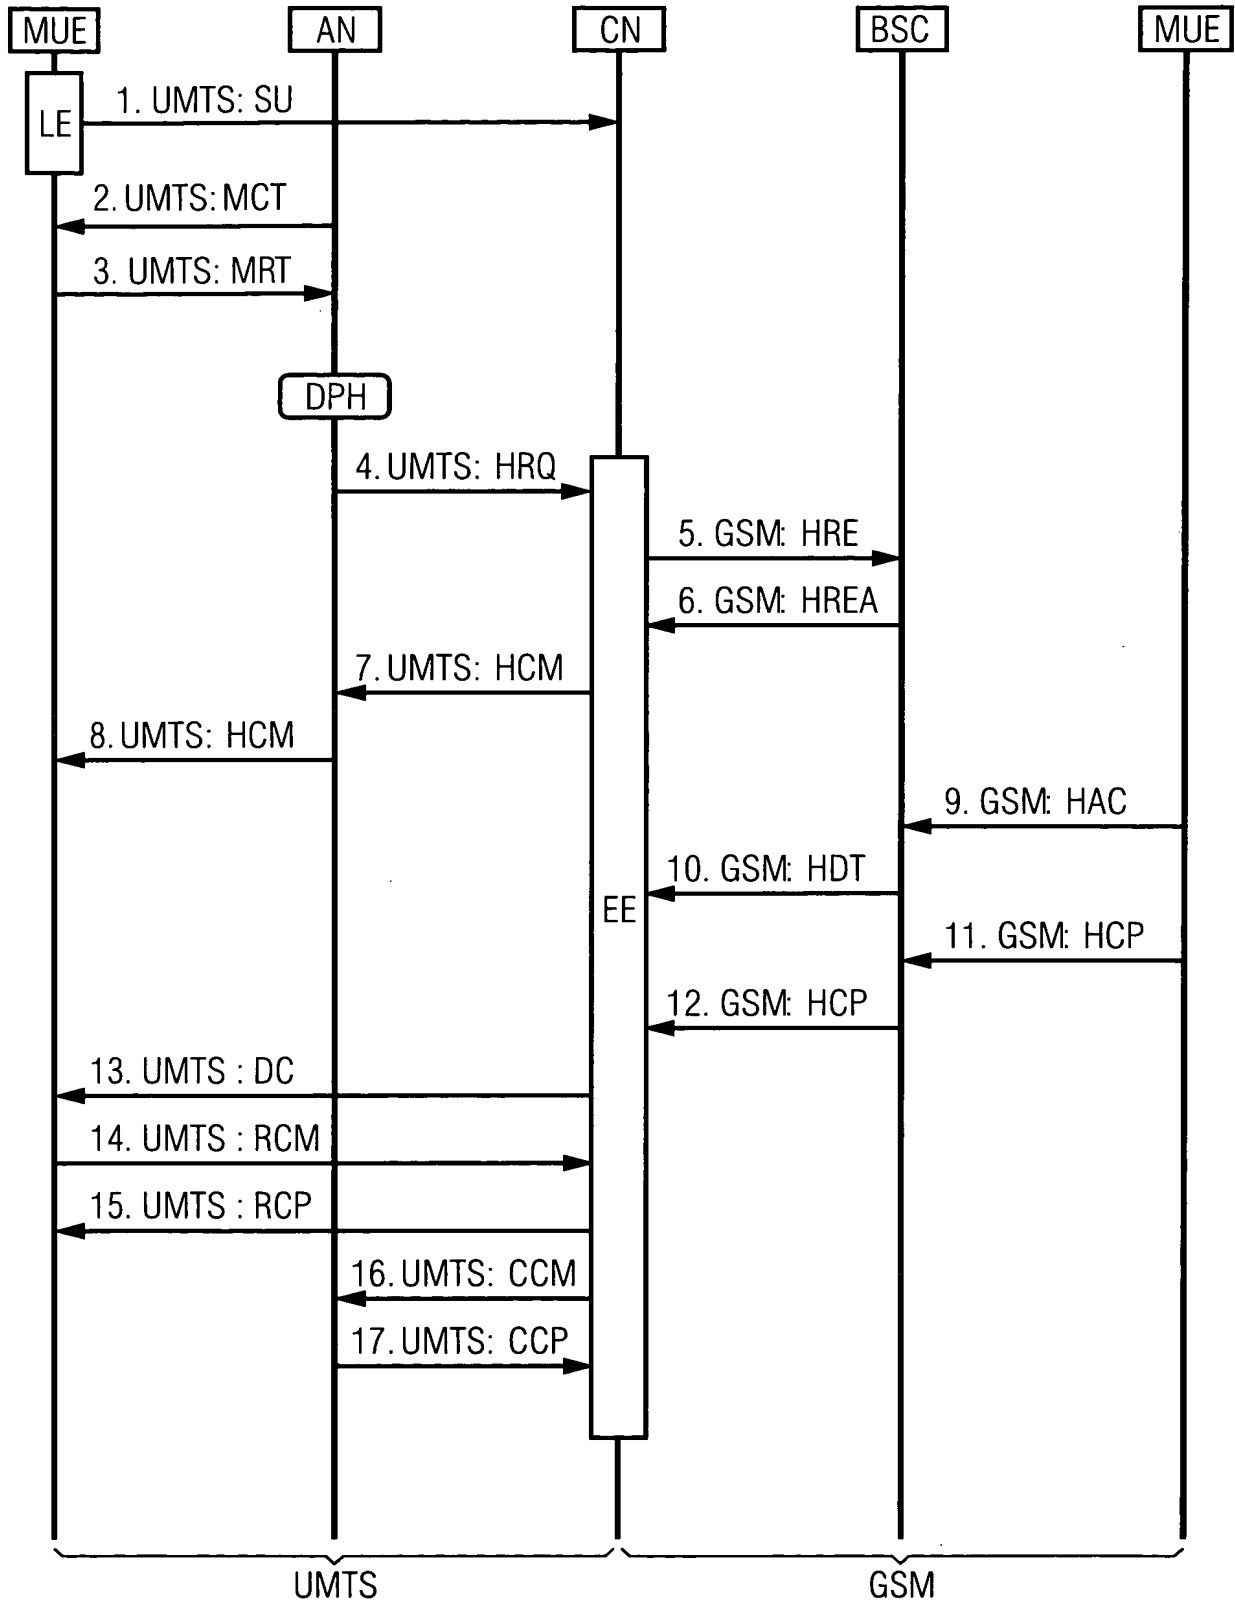 MUE AN CN BSC MUE
1. UMTS: SU
LE
2. UMTS: MCT
3. UMTS: MRT
DPH
4. UMTS: HRQ
5. GSM: HRE
6. GSM: HREA
7. UMTS: HCM
8. UMTS: HCM
9. GSM: HAC
10. GSM: HDT
EE
11. GSM: HCP
12. GSM: HCP
13. UMTS : DC
14. UMTS : RCM
15. UMTS : RCP
16. UMTS: CCM
17. UMTS: CCP
UMTS GSM